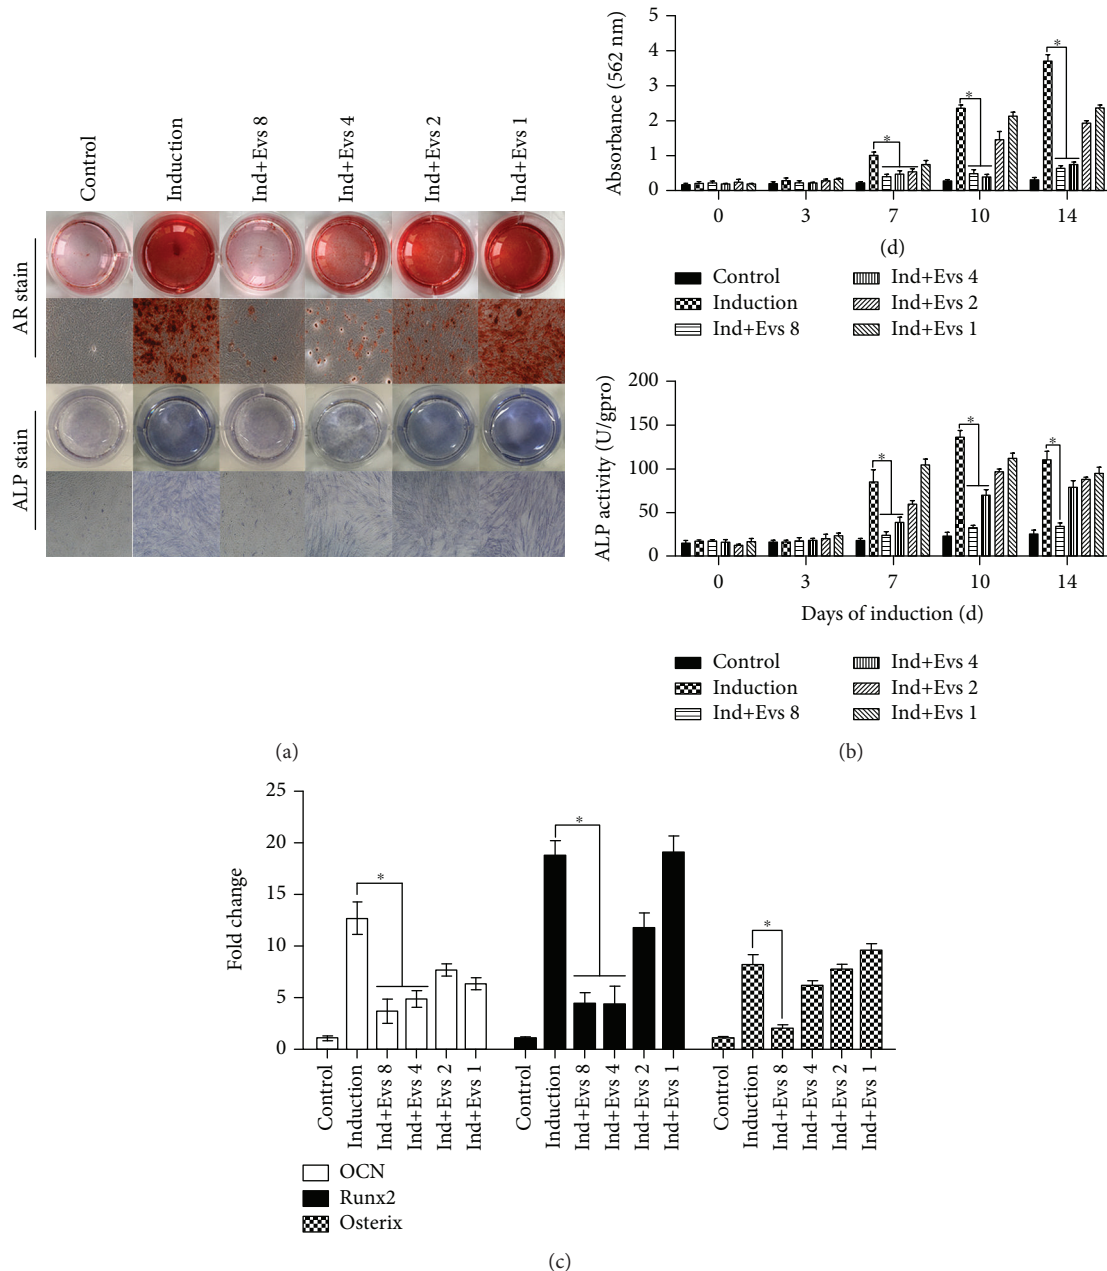 Control
Induction
Ind+Evs 8
Ind+Evs 4
Ind+Evs 2
Ind+Evs 1
AR stain
ALP stain
(a)
Absorbance (562 nm)
5
4
3
2
1
0
*
*
*
0 3 7 10 14
(d)
Control
Induction
Ind+Evs 8
Ind+Evs 4
Ind+Evs 2
Ind+Evs 1
ALP activity (U/gpro)
200
150
100
50
0
*
*
*
0 3 7 10 14
Days of induction (d)
Control
Induction
Ind+Evs 8
Ind+Evs 4
Ind+Evs 2
Ind+Evs 1
(b)
Fold change
25
20
15
10
5
0
*
*
*
Control
Induction
Ind+Evs 8
Ind+Evs 4
Ind+Evs 2
Ind+Evs 1
Control
Induction
Ind+Evs 8
Ind+Evs 4
Ind+Evs 2
Ind+Evs 1
Control
Induction
Ind+Evs 8
Ind+Evs 4
Ind+Evs 2
Ind+Evs 1
OCN
Runx2
Osterix
(c)